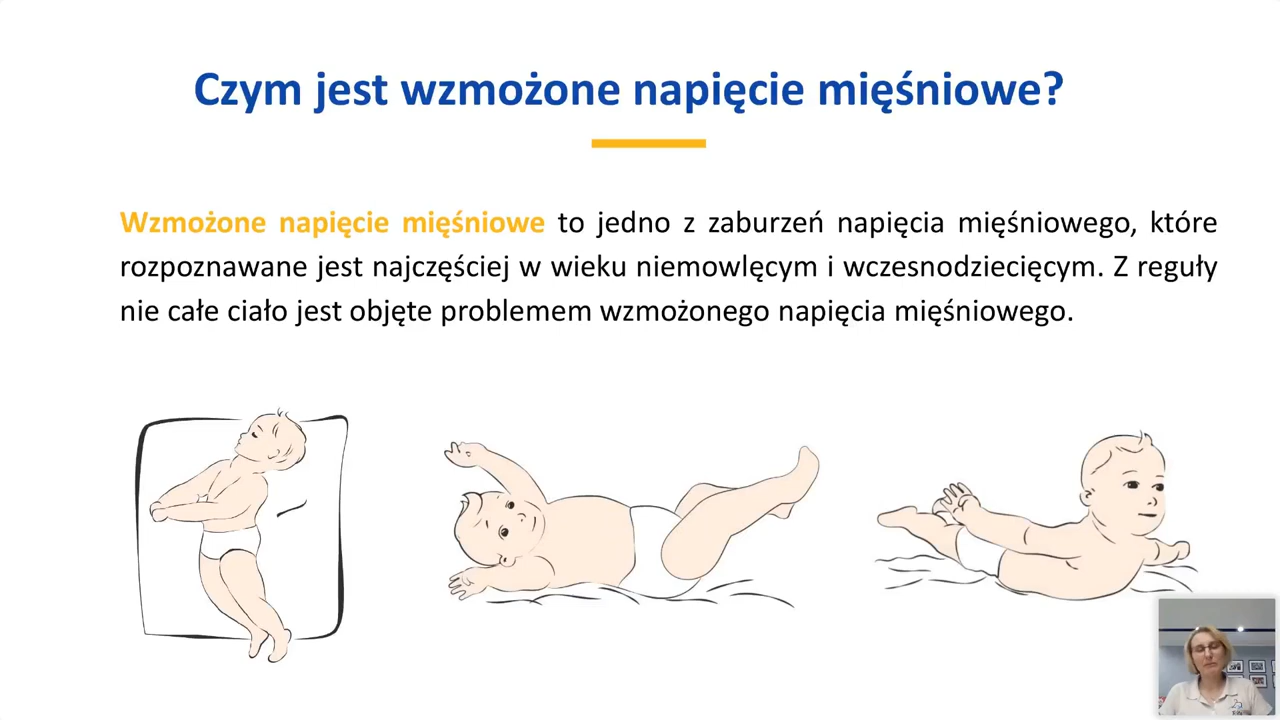 Czym jest wzmożone napięcie mięśniowe?
Wzmożone napięcie mięśniowe to jedno z zaburzeń napięcia mięśniowego, które
rozpoznawane jest najczęściej w wieku niemowlęcym i wczesnodziecięcym. Z reguły
nie całe ciało jest objęte problemem wzmożonego napięcia mięśniowego.